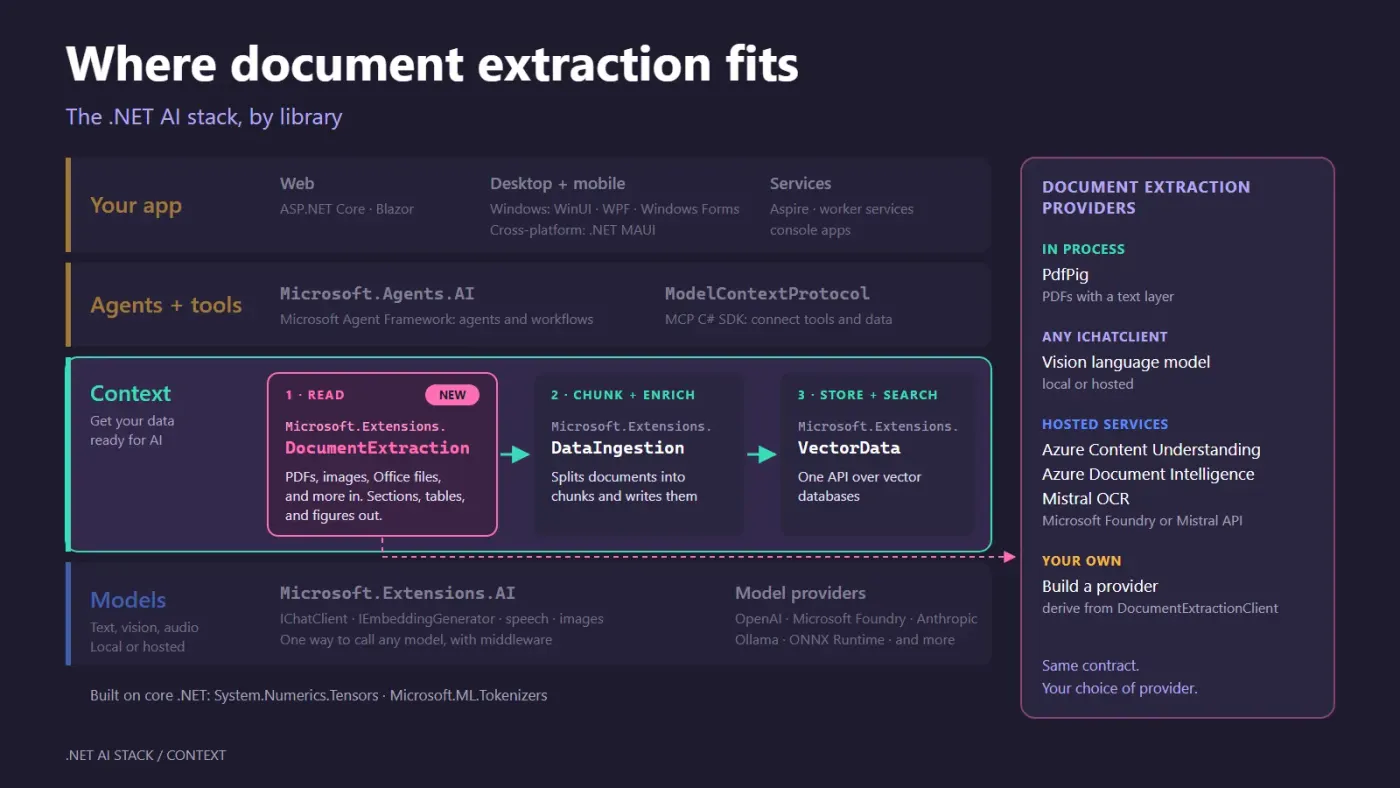 Where document extraction fits
The .NET AI stack, by library
Your app
Web
ASP.NET Core · Blazor
Desktop + mobile
Windows: WinUI · WPF · Windows Forms
Cross-platform: .NET MAUI
Services
Aspire · worker services
console apps
Agents + tools
Microsoft.Agents.AI
Microsoft Agent Framework: agents and workflows
ModelContextProtocol
MCP C# SDK: connect tools and data
Context
Get your data
ready for AI
1 · READ
NEW
Microsoft.Extensions.
DocumentExtraction
PDFs, images, Office files,
and more in. Sections, tables,
and figures out.
2 · CHUNK + ENRICH
Microsoft.Extensions.
DataIngestion
Splits documents into
chunks and writes them
3 · STORE + SEARCH
Microsoft.Extensions.
VectorData
One API over vector
databases
Models
Text, vision, audio
Local or hosted
Microsoft.Extensions.AI
IChatClient · IEmbeddingGenerator · speech · images
One way to call any model, with middleware
Model providers
OpenAI · Microsoft Foundry · Anthropic
Ollama · ONNX Runtime · and more
Built on core .NET: System.Numerics.Tensors · Microsoft.ML.Tokenizers
DOCUMENT EXTRACTION
PROVIDERS
IN PROCESS
PdfPig
PDFs with a text layer
ANY ICHATCLIENT
Vision language model
local or hosted
HOSTED SERVICES
Azure Content Understanding
Azure Document Intelligence
Mistral OCR
Microsoft Foundry or Mistral API
YOUR OWN
Build a provider
derive from DocumentExtractionClient
Same contract.
Your choice of provider.
.NET AI STACK / CONTEXT